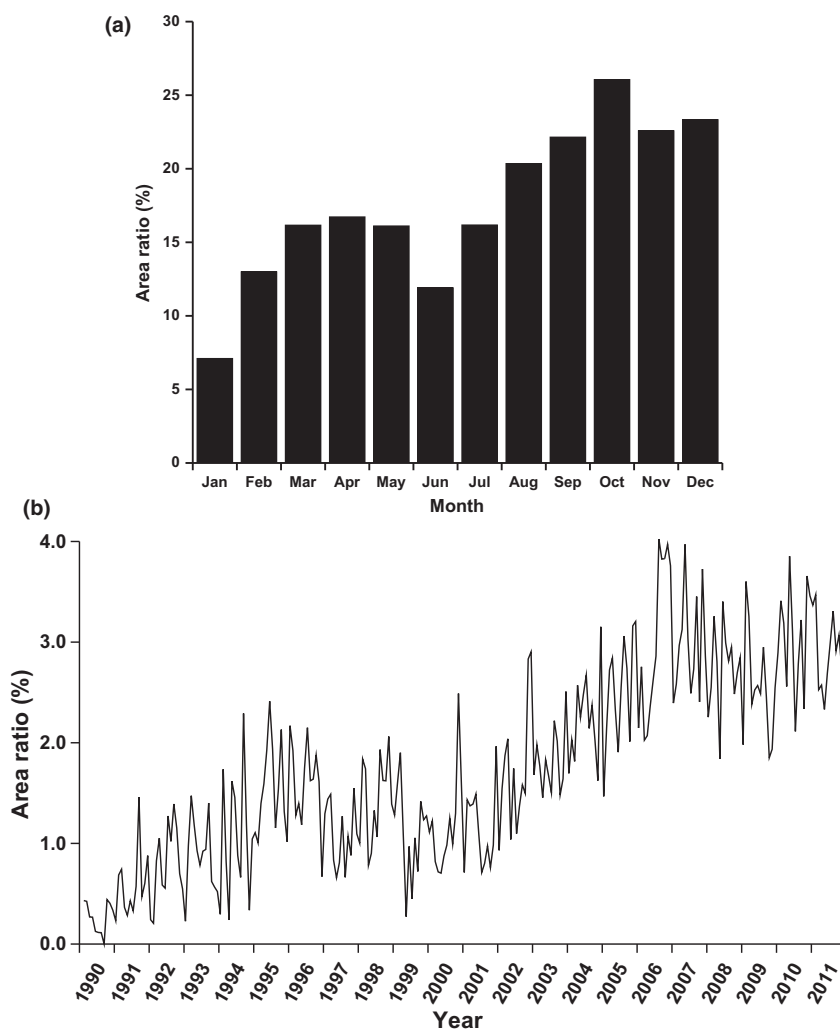 (a)
30
25
20
15
10
5
0
Area ratio (%)
Jan Feb Mar Apr May Jun Jul Aug Sep Oct Nov Dec
Month
(b)
4.0
3.0
2.0
1.0
0.0
Area ratio (%)
1990 1991 1992 1993 1994 1995 1996 1997 1998 1999 2000 2001 2002 2003 2004 2005 2006 2007 2008 2009 2010 2011
Year